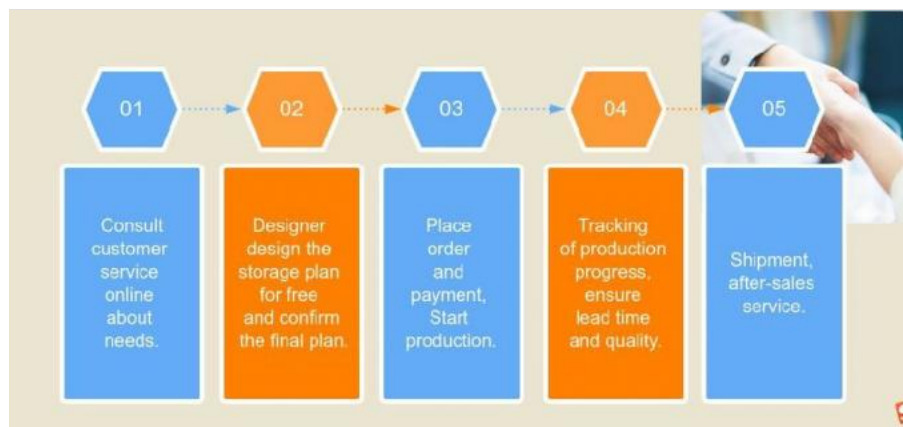 01
02
03
04
05
Consult
customer
service
online
about
needs.
Designer
design the
storage plan
for free
and confirm
the final plan.
Place
order
and
payment,
Start
production.
Tracking
of production
progress,
ensure
lead time
and quality.
Shipment,
after-sales
service.